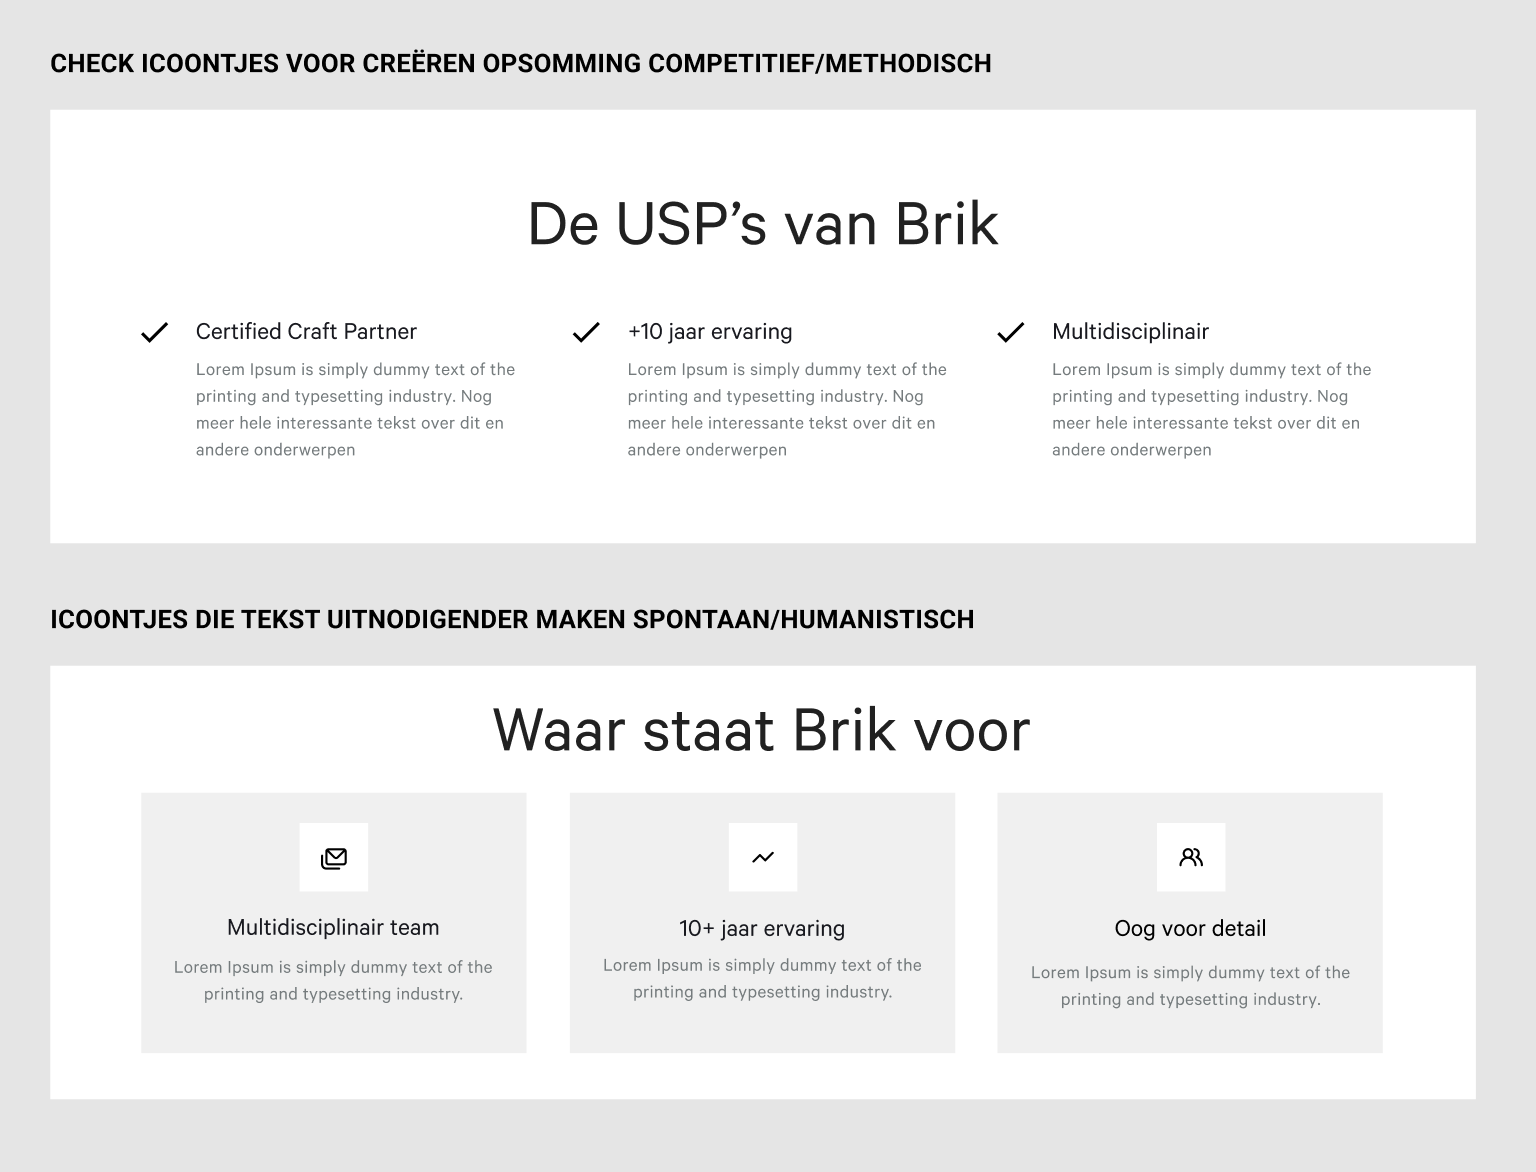 CHECK ICOONTJES VOOR CREËREN OPSOMMING COMPETITIEF/METHODISCH
De USP’s van Brik
Certified Craft Partner
Lorem Ipsum is simply dummy text of the
printing and typesetting industry. Nog
meer hele interessante tekst over dit en
andere onderwerpen
+10 jaar ervaring
Lorem Ipsum is simply dummy text of the
printing and typesetting industry. Nog
meer hele interessante tekst over dit en
andere onderwerpen
Multidisciplinair
Lorem Ipsum is simply dummy text of the
printing and typesetting industry. Nog
meer hele interessante tekst over dit en
andere onderwerpen
ICOONTJES DIE TEKST UITNODIGENDER MAKEN SPONTAAN/HUMANISTISCH
Waar staat Brik voor
Multidisciplinair team
Lorem Ipsum is simply dummy text of the
printing and typesetting industry.
10+ jaar ervaring
Lorem Ipsum is simply dummy text of the
printing and typesetting industry.
Oog voor detail
Lorem Ipsum is simply dummy text of the
printing and typesetting industry.